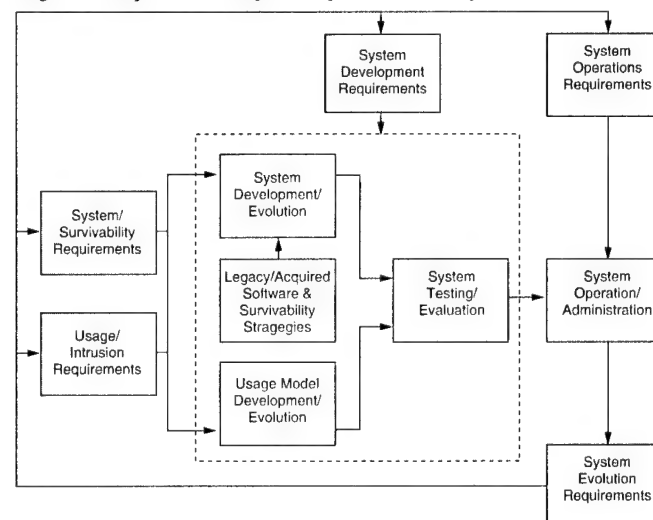 System
Development
Requirements
System
Operations
Requirements
System
Development/
Evolution
System/
Survivability
Requirements
Legacy/Acquired
Software &
Survivability
Stragegies
System
Testing/
Evaluation
System
Operation/
Administration
Usage/
Intrusion
Requirements
Usage Model
Development/
Evolution
System
Evolution
Requirements